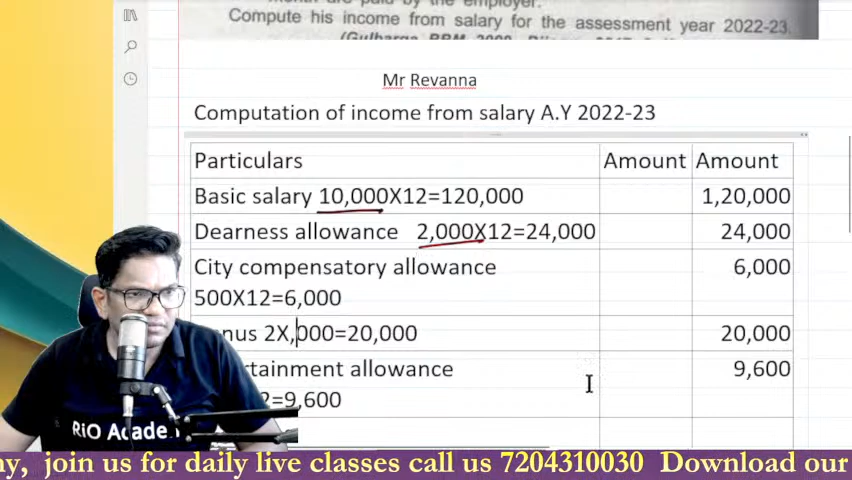 Compute his income from salary for the assessment year 2022-23.
Mr Revanna
Computation of income from salary A.Y 2022-23
Particulars Amount Amount
Basic salary 10,000X12=120,000 1,20,000
Dearness allowance 2,000X12=24,000 24,000
City compensatory allowance 6,000
500X12=6,000
nus 2X,000=20,000 20,000
rtainment allowance 9,600
2=9,600
RiO Acade
ny, join us for daily live classes call us 7204310030 Download our